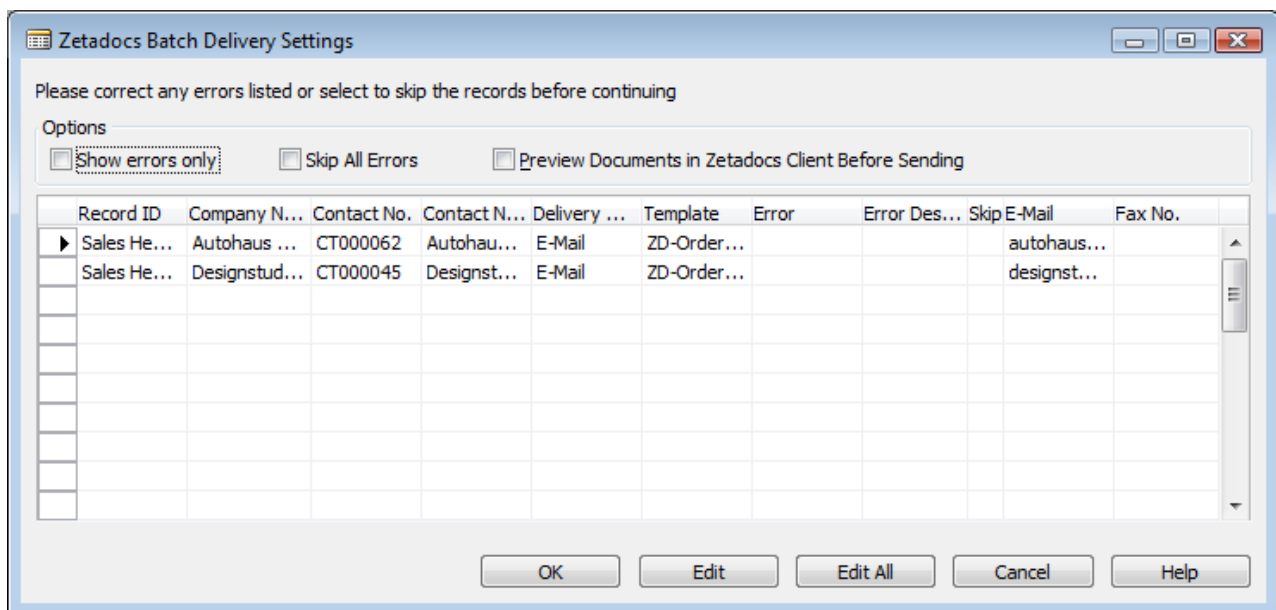 Zetadocs Batch Delivery Settings
Please correct any errors listed or select to skip the records before continuing
Options
Show errors only Skip All Errors Preview Documents in Zetadocs Client Before Sending
Record ID Company N... Contact No. Contact N... Delivery ... Template Error Error Des... Skip E-Mail Fax No.
Sales He... Autohaus ... CT000062 Autohau... E-Mail ZD-Order... autohaus...
Sales He... Designstud... CT000045 Designst... E-Mail ZD-Order... designst...
OK Edit Edit All Cancel Help